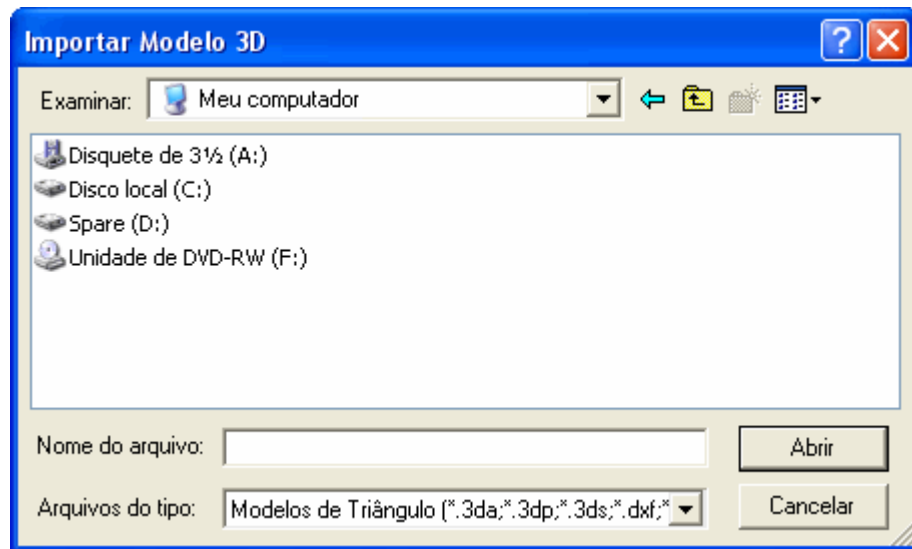 Importar Modelo 3D
Examinar: Meu computador
Disquete de 3½ (A:)
Disco local (C:)
Spare (D:)
Unidade de DVD-RW (F:)
Nome do arquivo: Abrir
Arquivos do tipo: Modelos de Triângulo (*.3da;*.3dp;*.3ds;*.dxf;* Cancelar